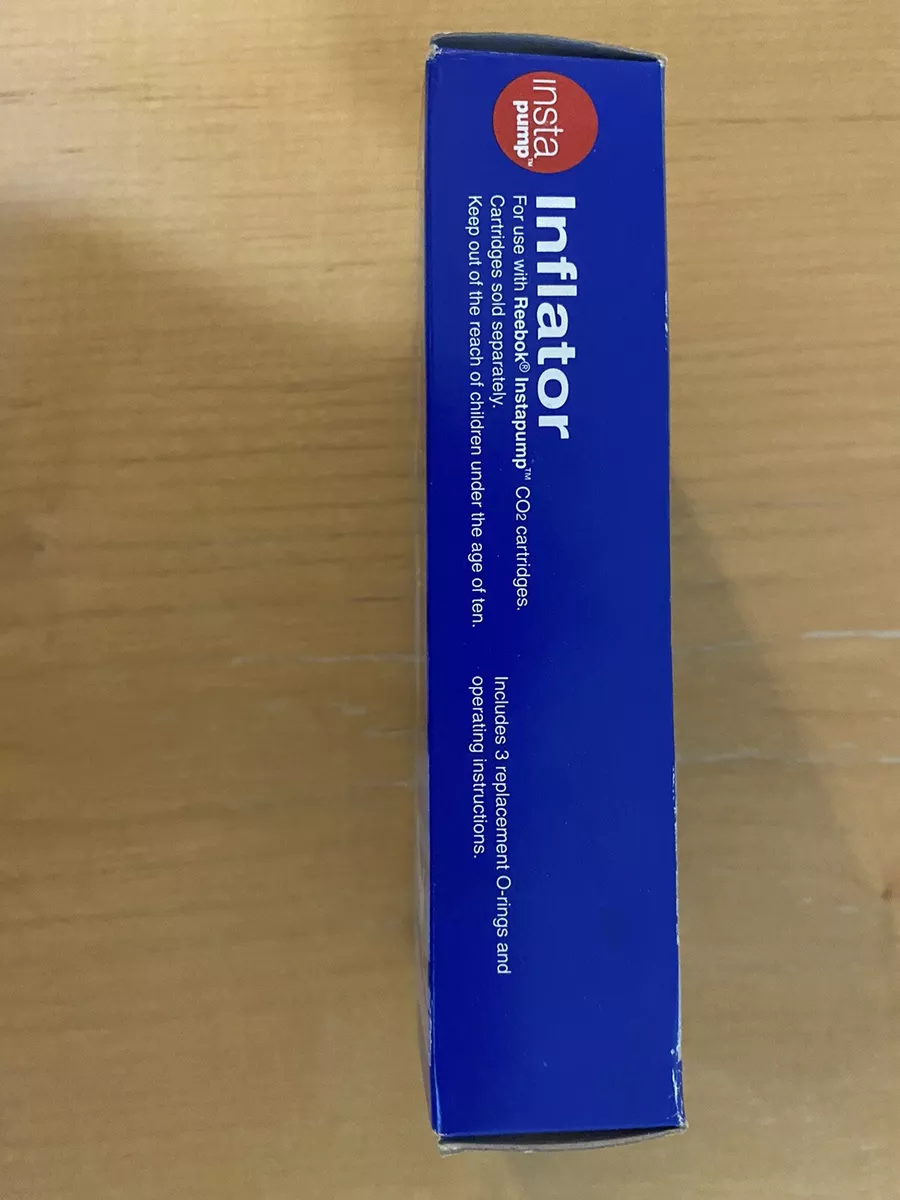 insta
pump™
Inflator
For use with Reebok® Instapump™ CO2 cartridges.
Cartridges sold separately.
Keep out of the reach of children under the age of ten.
Includes 3 replacement O-rings and
operating instructions.